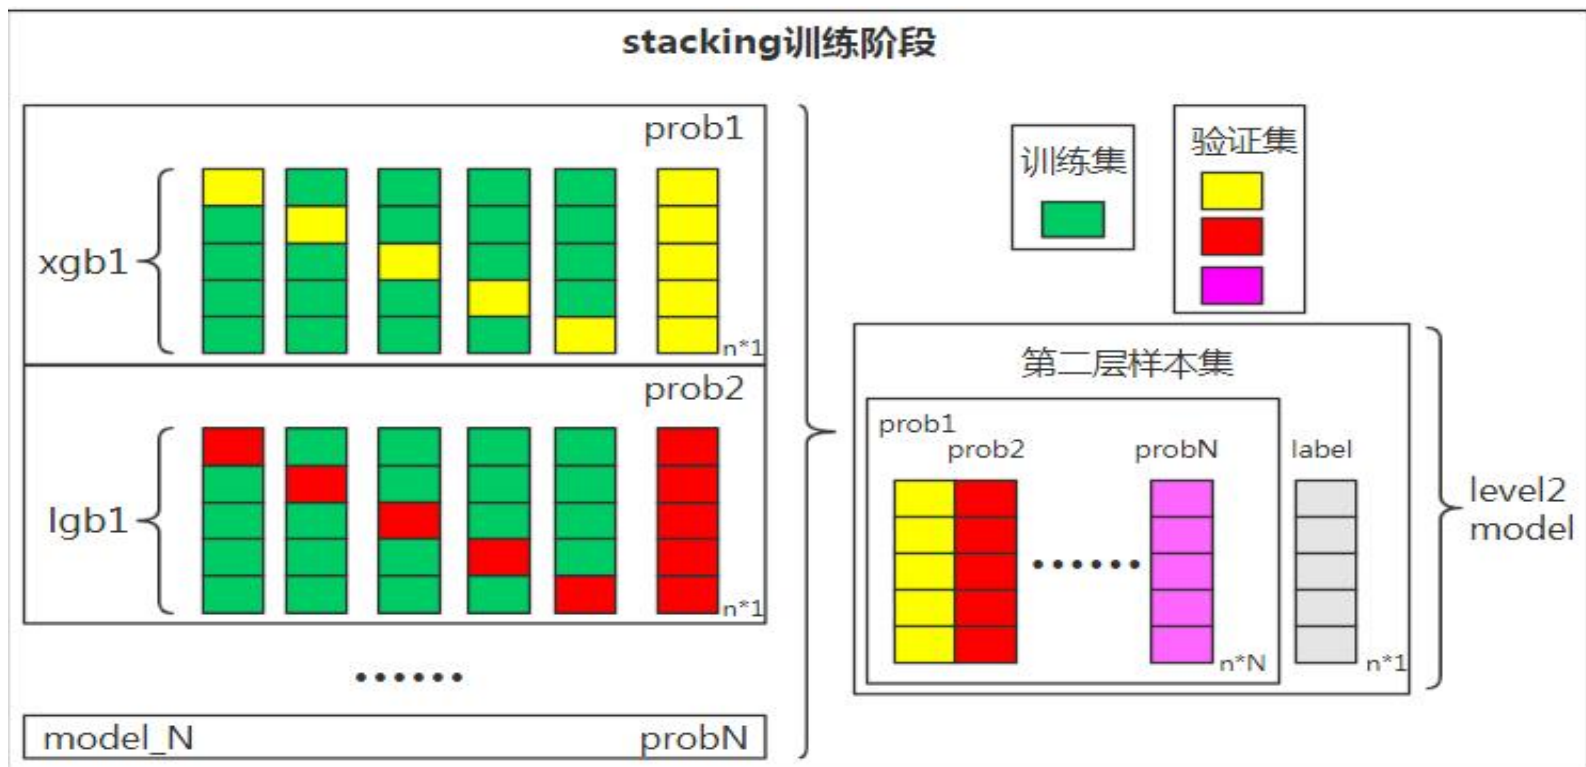 stacking训练阶段
prob1
xgb1
n*1
prob2
lgb1
n*1
......
model_N
probN
训练集
验证集
第二层样本集
prob1
prob2
probN
label
......
n*N
n*1
level2
model